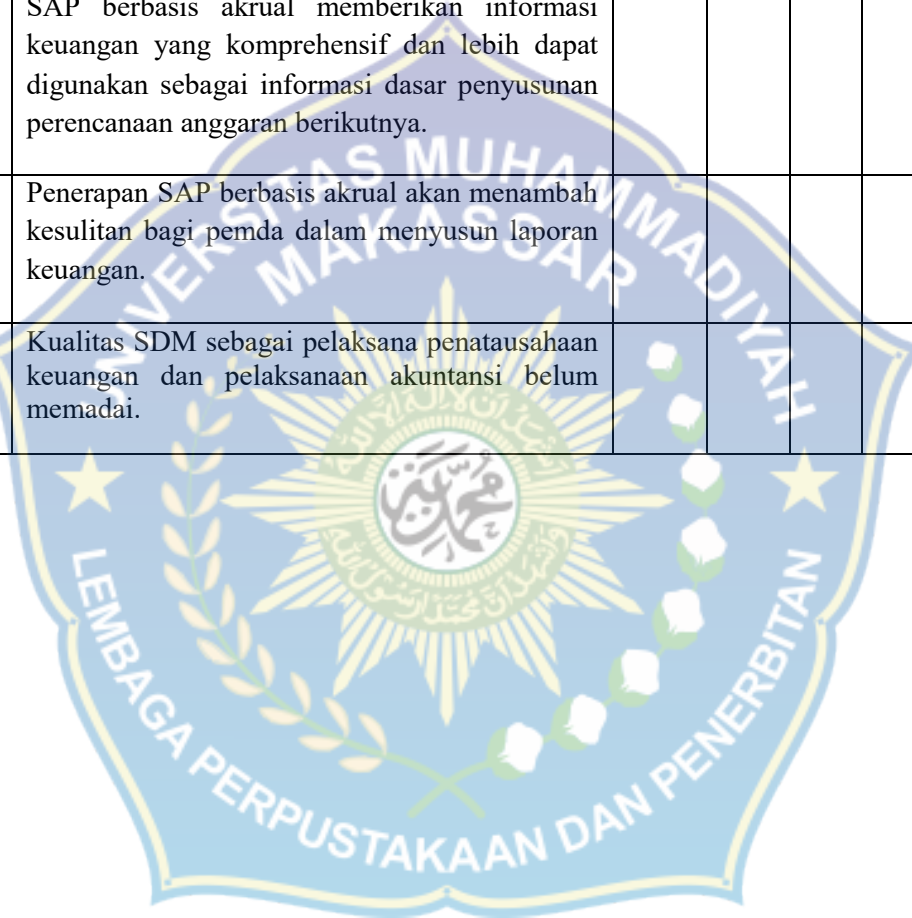 SAP berbasis akrual memberikan informasi
keuangan yang komprehensif dan lebih dapat
digunakan sebagai informasi dasar penyusunan
perencanaan anggaran berikutnya.
Penerapan SAP berbasis akrual akan menambah
kesulitan bagi pemda dalam menyusun laporan
keuangan.
Kualitas SDM sebagai pelaksana penatausahaan
keuangan dan pelaksanaan akuntansi belum
memadai.
UNIVERSITAS MUHAMMADIYAH
MAKASSAR
LEMBAGA PERPUSTAKAAN DAN PENERBITAN